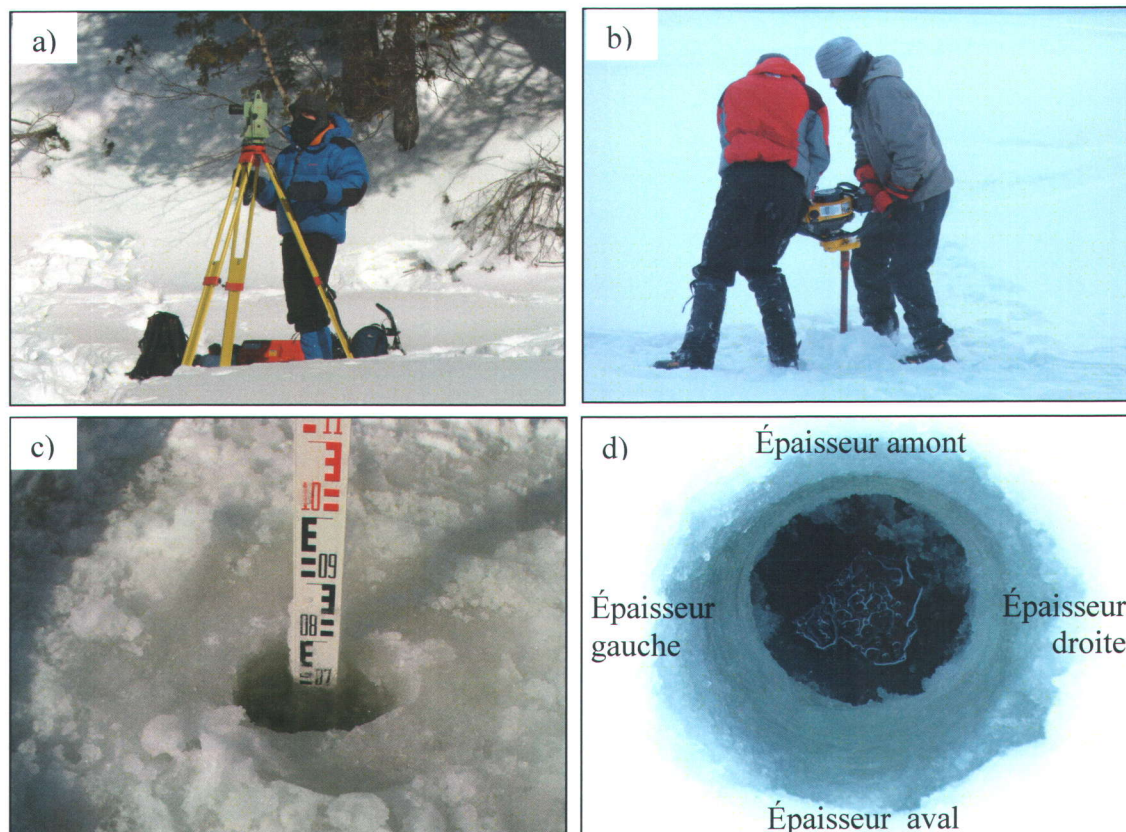 a)
b)
c)
11
10
E
09
08
E
07
d)
Épaisseur amont
Épaisseur
gauche
Épaisseur
droite
Épaisseur aval